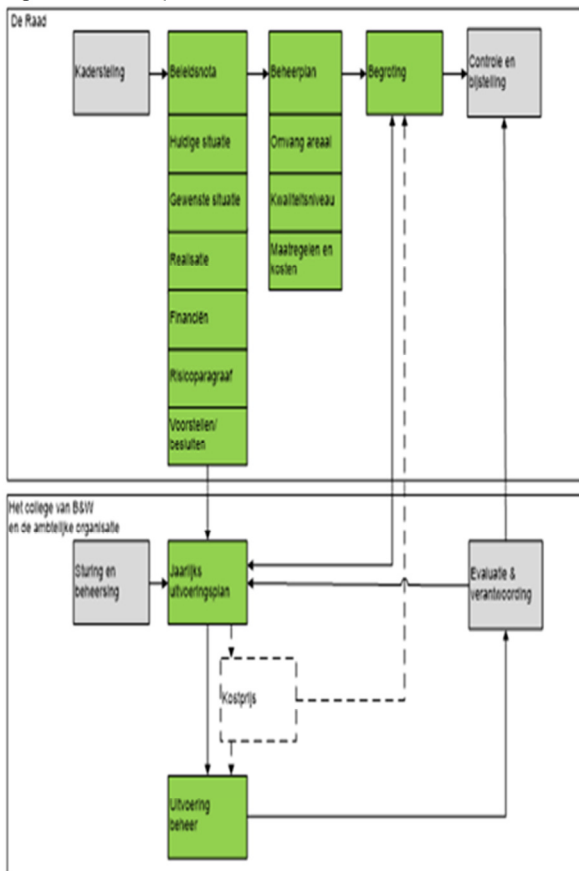 De Raad
Kaderstelling
Beleidsnota
Beheerplan
Begroting
Controle en
bijstelling
Huidige situatie
Omvang areaal
Gewenste situatie
Kwaliteitsniveau
Realisatie
Maatregelen en
kosten
Financiën
Risicoparagraaf
Voorstellen/
besluiten
Het college van B&W
en de ambtelijke organisatie
Sturing en
beheersing
Jaarlijks
uitvoeringsplan
Evaluatie &
verantwoording
Kostprijs
Uitvoering
beheer